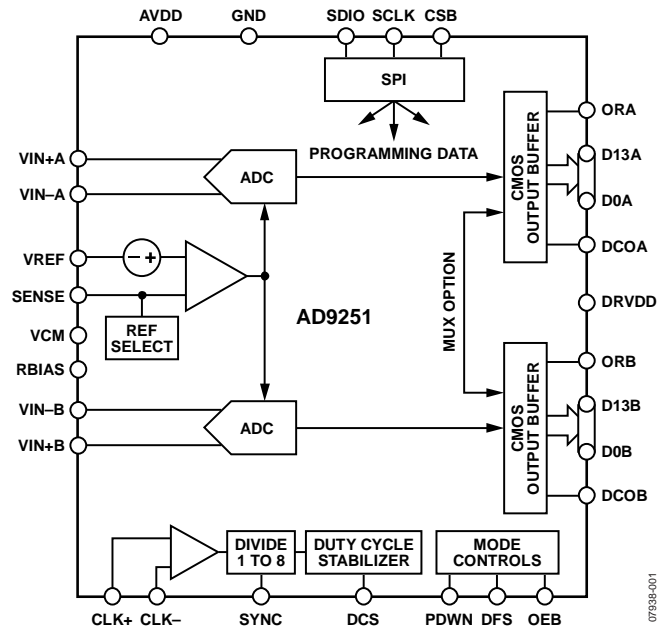 AVDD GND SDIO SCLK CSB
SPI
PROGRAMMING DATA
VIN+A
VIN–A
ADC
VREF
– +
SENSE
REF
SELECT
VCM
RBIAS
VIN–B
VIN+B
ADC
AD9251
MUX OPTION
CMOS
OUTPUT BUFFER
ORA
D13A
D0A
DCOA
DRVDD
CMOS
OUTPUT BUFFER
ORB
D13B
D0B
DCOB
DIVIDE
1 TO 8
DUTY CYCLE
STABILIZER
MODE
CONTROLS
CLK+ CLK– SYNC DCS PDWN DFS OEB
07938-001